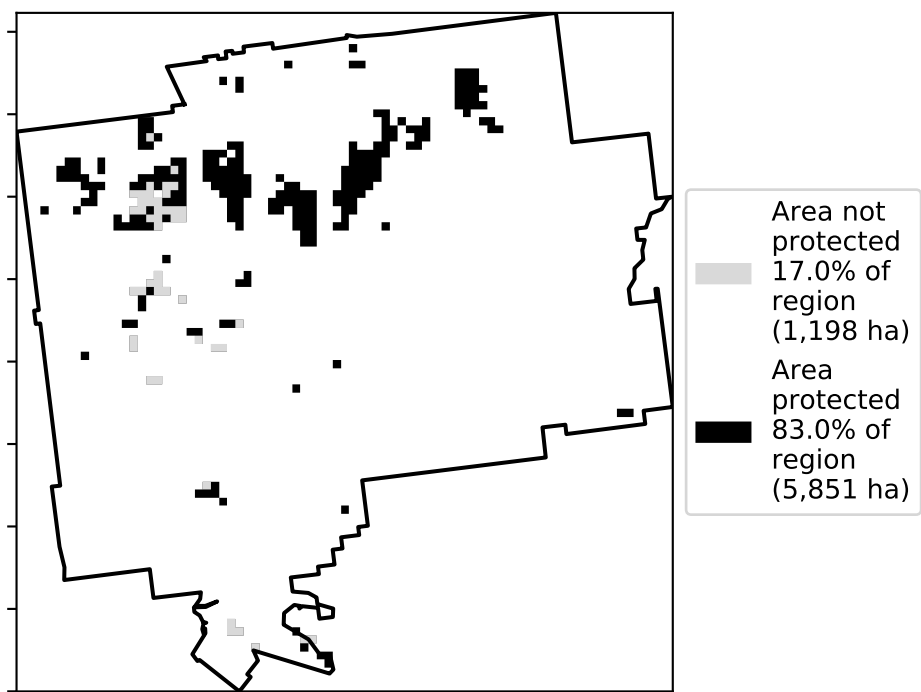 Area not
protected
17.0% of
region
(1,198 ha)
Area
protected
83.0% of
region
(5,851 ha)